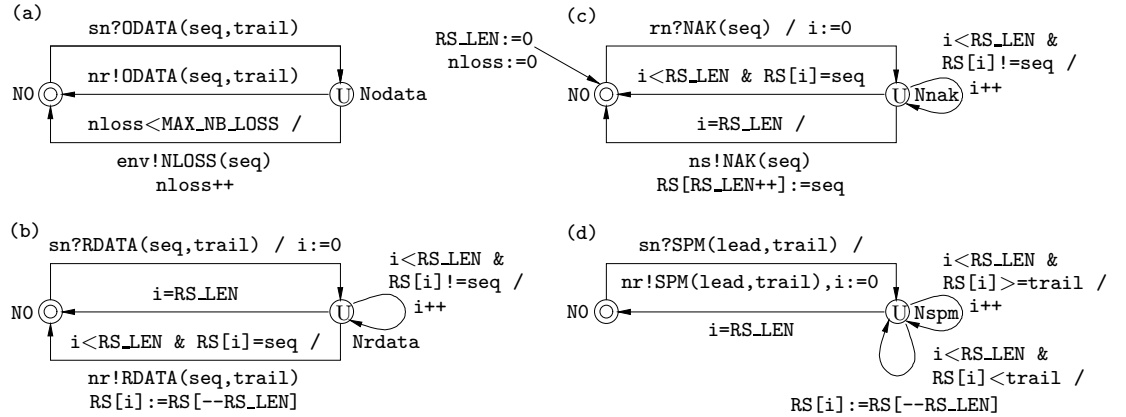 (a)
sn?ODATA(seq,trail)
nr!ODATA(seq,trail)
N0
U
Nodata
nloss<MAX_NB_LOSS /
env!NLOSS(seq)
nloss++
(c)
RS_LEN:=0
nloss:=0
rn?NAK(seq) / i:=0
i<RS_LEN &
RS[i]!=seq /
i++
i<RS_LEN & RS[i]=seq
N0
U
Nnak
i=RS_LEN /
ns!NAK(seq)
RS[RS_LEN++]:=seq
(b)
sn?RDATA(seq,trail) / i:=0
i<RS_LEN &
RS[i]!=seq /
i++
i=RS_LEN
N0
U
Nrdata
i<RS_LEN & RS[i]=seq /
nr!RDATA(seq,trail)
RS[i]:=RS[--RS_LEN]
(d)
sn?SPM(lead,trail) /
nr!SPM(lead,trail),i:=0
i<RS_LEN &
RS[i]>=trail /
i++
N0
U
Nspm
i=RS_LEN
i<RS_LEN &
RS[i]<trail /
RS[i]:=RS[--RS_LEN]